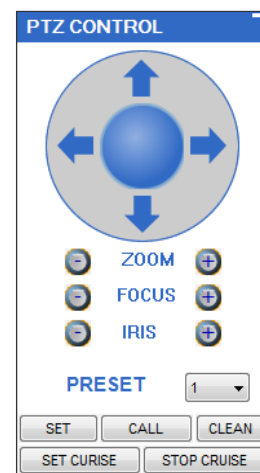 PTZ CONTROL
- ZOOM +
- FOCUS +
- IRIS +
PRESET 1
SET CALL CLEAN
SET CURISE STOP CRUISE